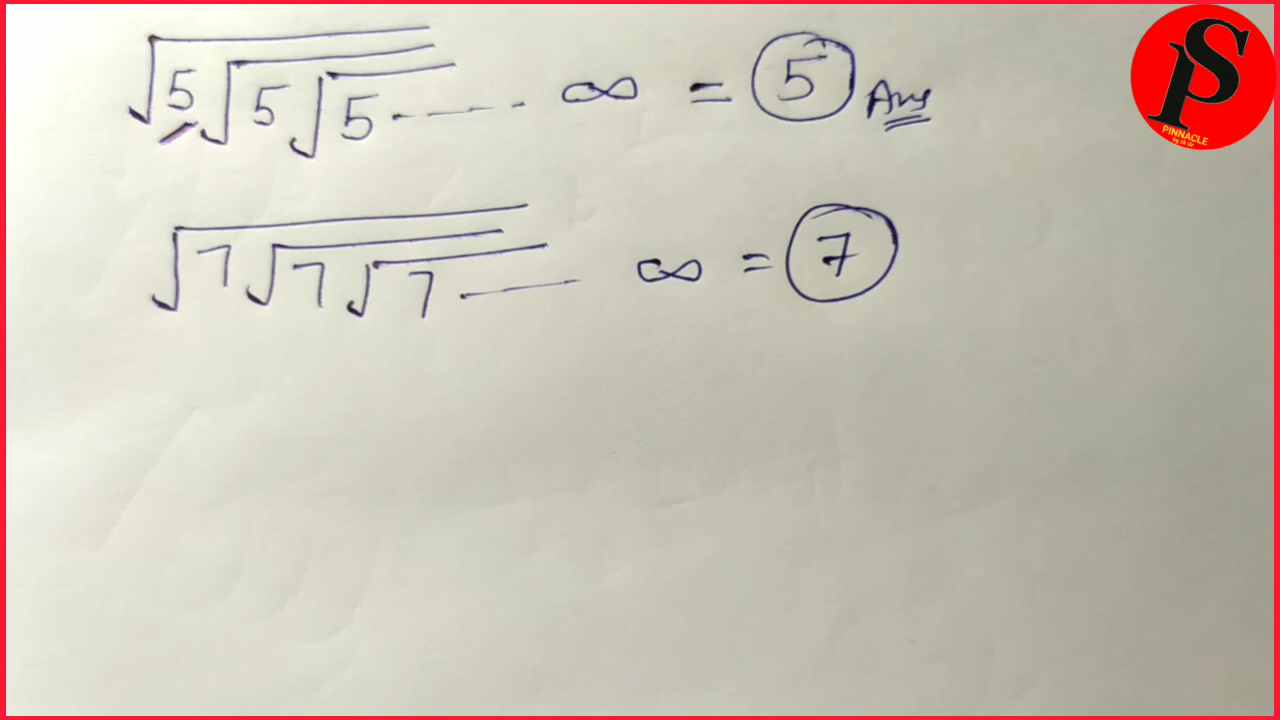 √5√5√5-----∞ = 5 Ans
√7√7√7-----∞ = 7
PS
PINNACLE